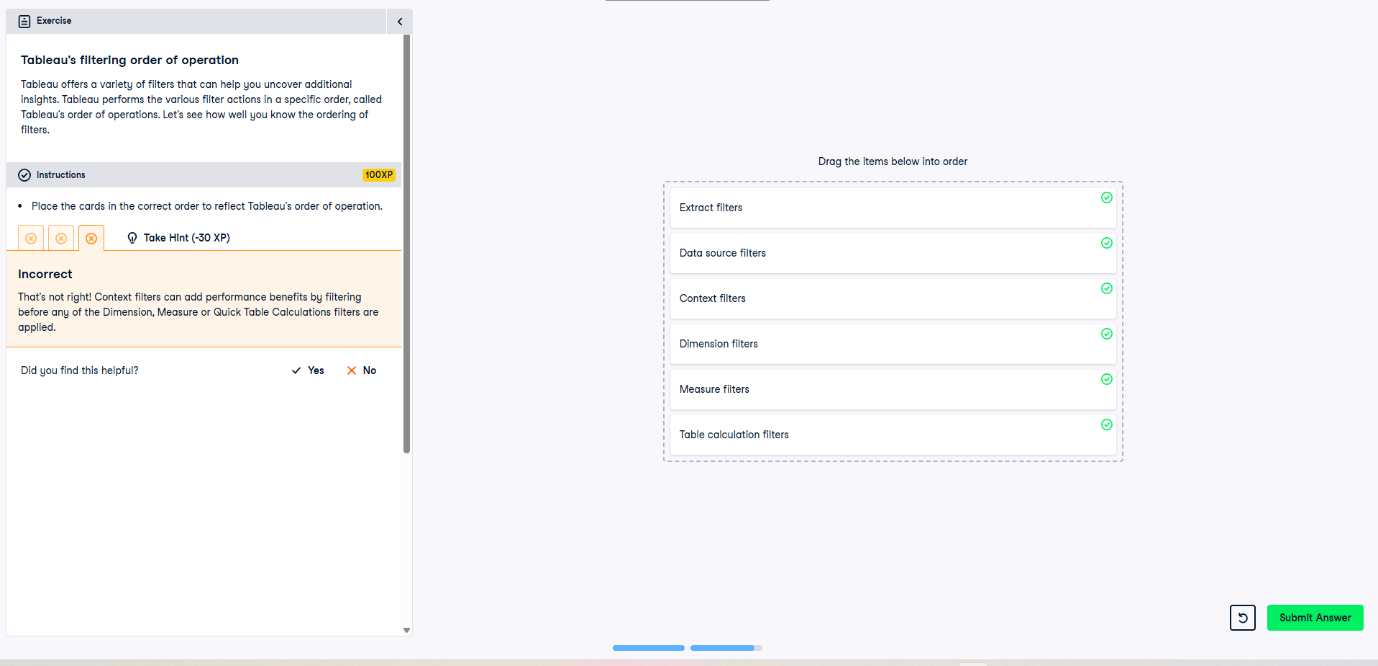 Exercise
Tableau's filtering order of operation
Tableau offers a variety of filters that can help you uncover additional
insights. Tableau performs the various filter actions in a specific order, called
Tableau's order of operations. Let's see how well you know the ordering of
filters.
Instructions
100XP
• Place the cards in the correct order to reflect Tableau's order of operation.
Take Hint (-30 XP)
Incorrect
That's not right! Context filters can add performance benefits by filtering
before any of the Dimension, Measure or Quick Table Calculations filters are
applied.
Did you find this helpful?
Yes
No
Drag the items below into order
Extract filters
Data source filters
Context filters
Dimension filters
Measure filters
Table calculation filters
Submit Answer